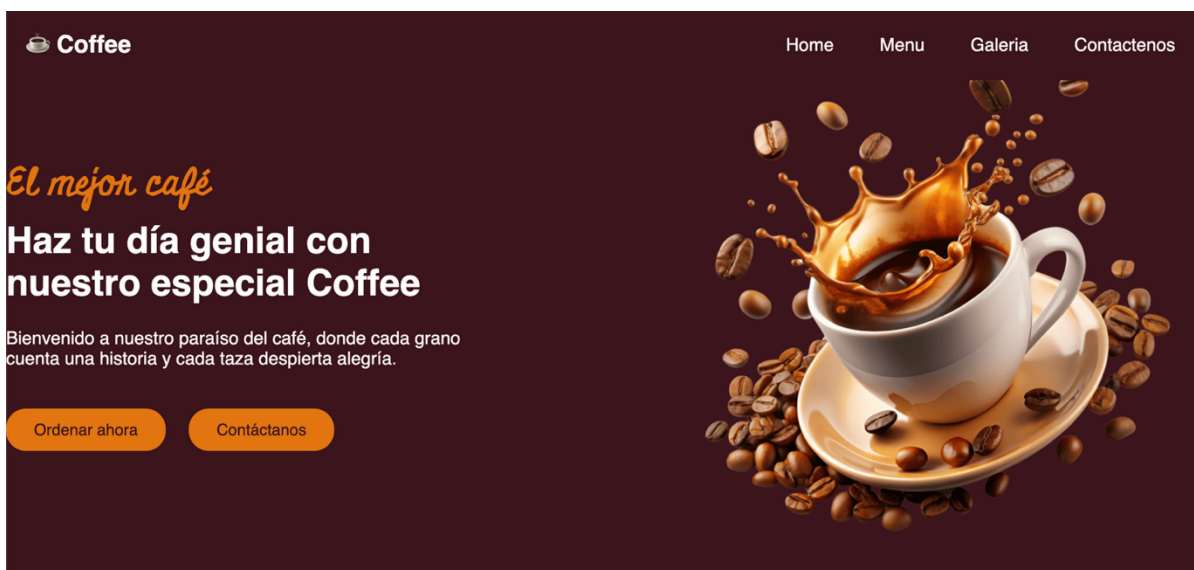 Coffee
Home Menu Galeria Contactenos
El mejor café
Haz tu día genial con
nuestro especial Coffee
Bienvenido a nuestro paraíso del café, donde cada grano
cuenta una historia y cada taza despierta alegría.
Ordenar ahora Contáctanos